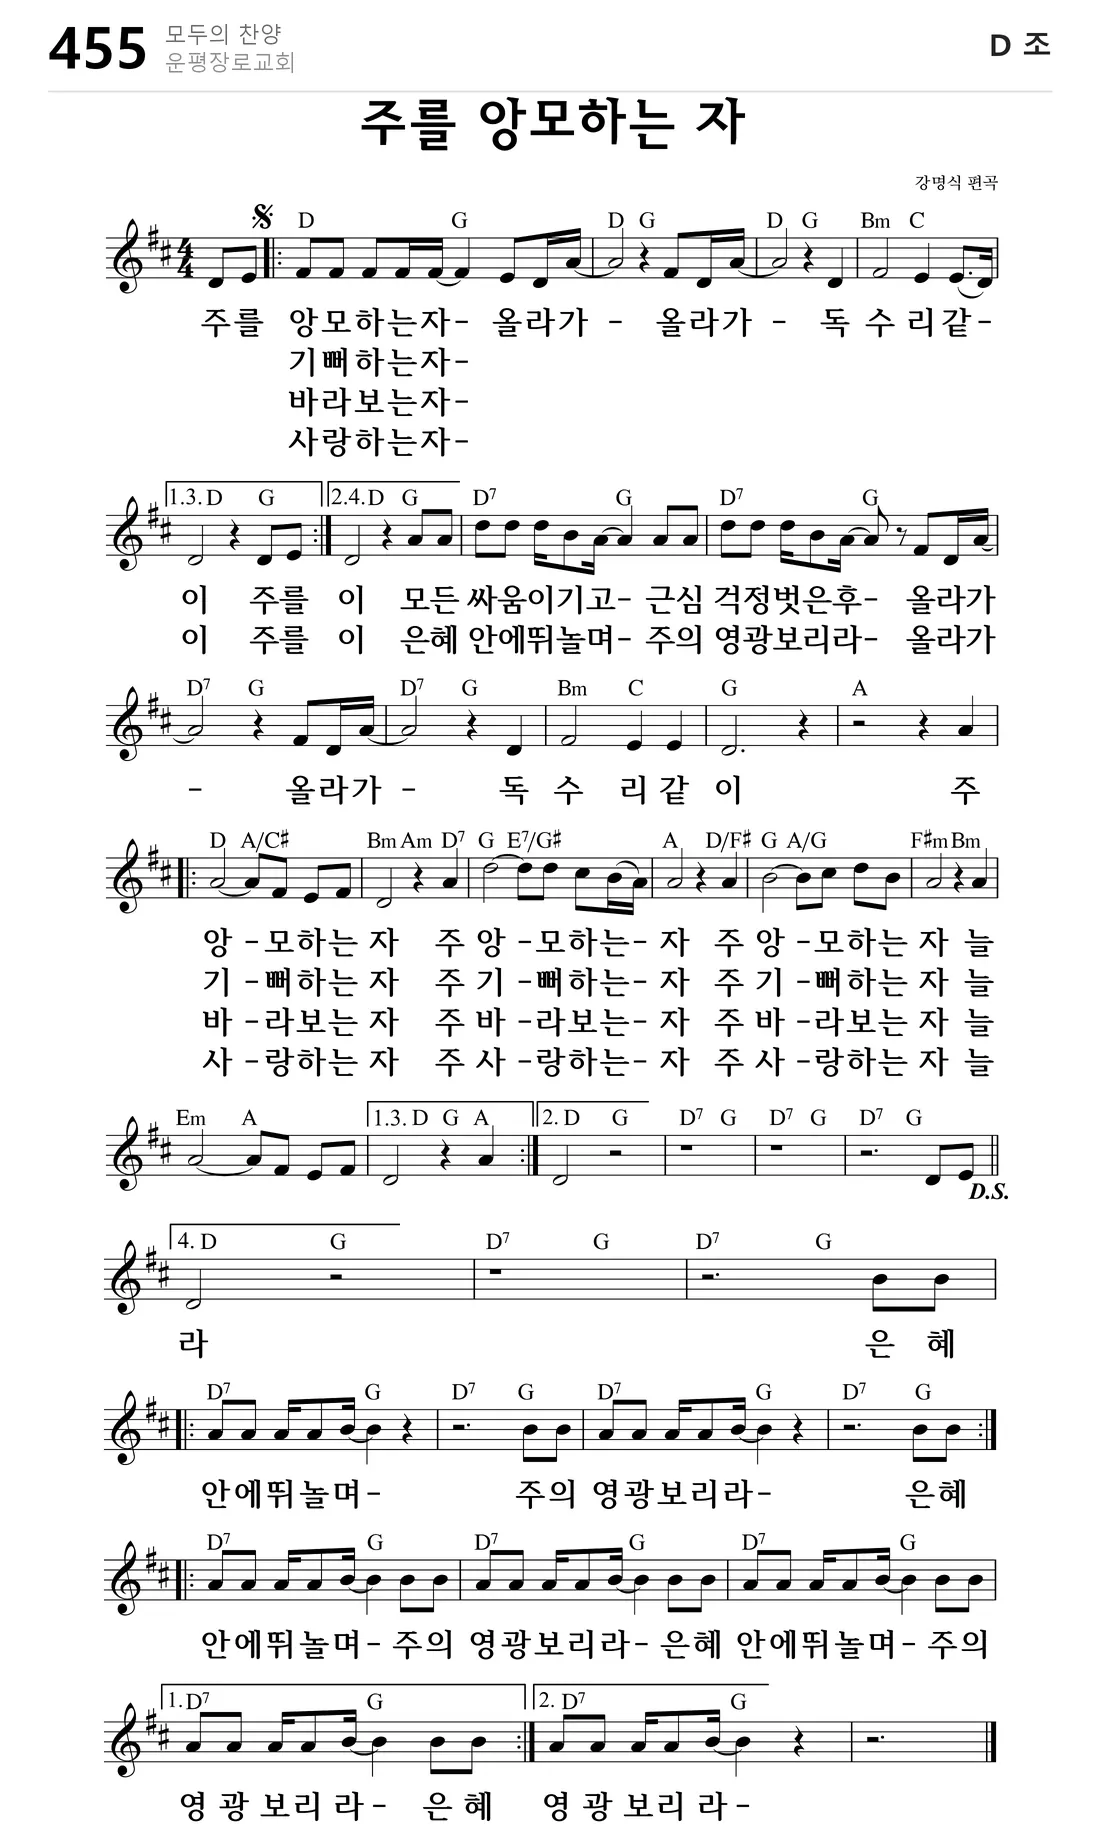 455 모두의 찬양
운평장로교회
D 조
주를 앙모하는 자
강명식 편곡
D G D G D G Bm C
주를 앙모하는자- 올라가 - 올라가 - 독 수 리 같-
기뻐하는자-
바라보는자-
사랑하는자-
1.3. D G 2.4. D G D7 G D7 G
이 주를 이 모든 싸움이기고- 근심 걱정벗은후- 올라가
이 주를 이 은혜 안에뛰놀며- 주의 영광보리라- 올라가
D7 G D7 G Bm C G A
- 올라가 - 독 수 리 같 이 주
D A/C# Bm Am D7 G E7/G# A D/F# G A/G F#m Bm
앙 -모하는 자 주 앙 -모하는- 자 주 앙 -모하는 자 늘
기 -뻐하는 자 주 기 -뻐하는- 자 주 기 -뻐하는 자 늘
바 -라보는 자 주 바 -라보는- 자 주 바 -라보는 자 늘
사 -랑하는 자 주 사 -랑하는- 자 주 사 -랑하는 자 늘
Em A 1.3. D G A 2. D G D7 G D7 G D7 G
D.S.
4. D G D7 G D7 G
라 은 혜
D7 G D7 G D7 G D7 G
안에뛰놀며- 주의 영광보리라- 은혜
D7 G D7 G D7 G
안에뛰놀며- 주의 영광보리라- 은혜 안에뛰놀며- 주의
1. D7 G 2. D7 G
영 광 보리 라 - 은 혜 영 광 보리 라 -